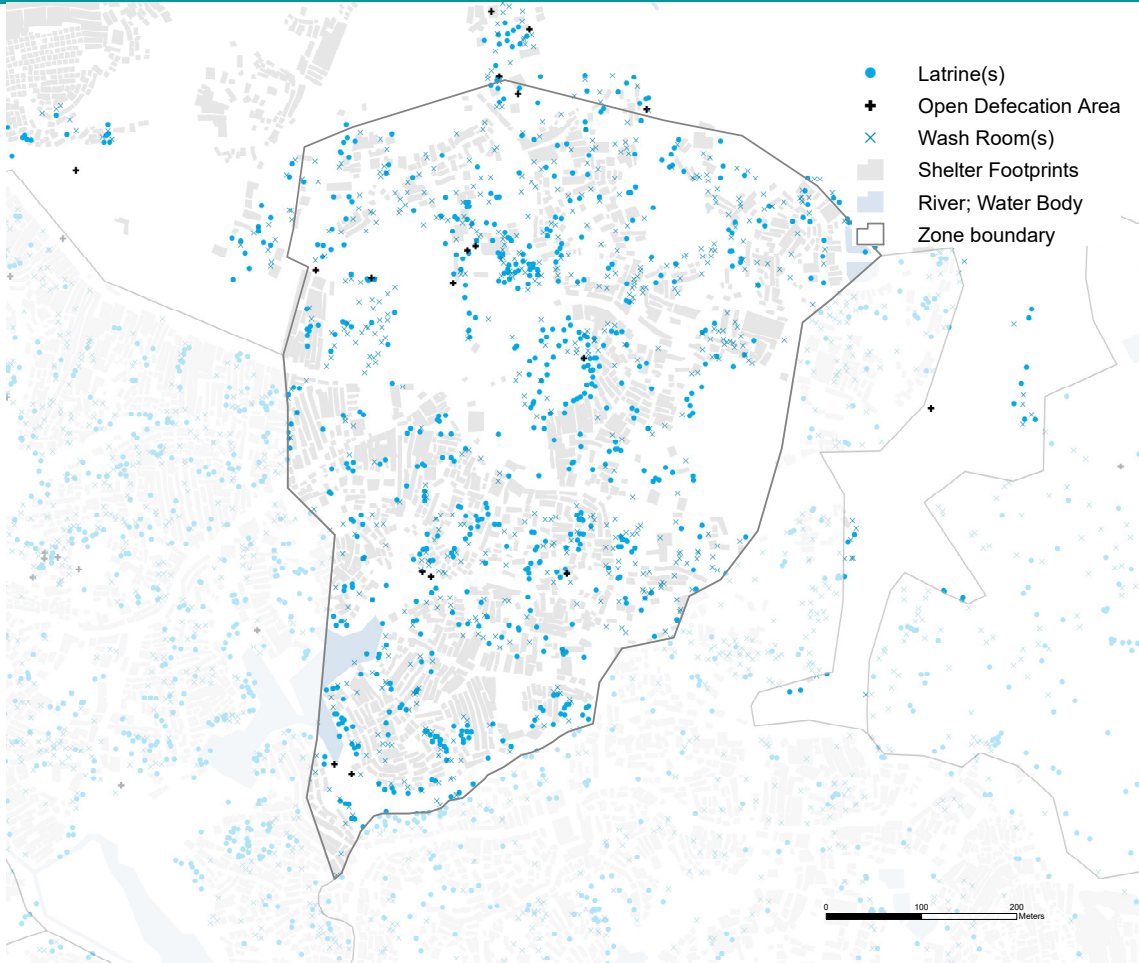 Latrine(s)
Open Defecation Area
Wash Room(s)
Shelter Footprints
River; Water Body
Zone boundary
0 100 200
Meters